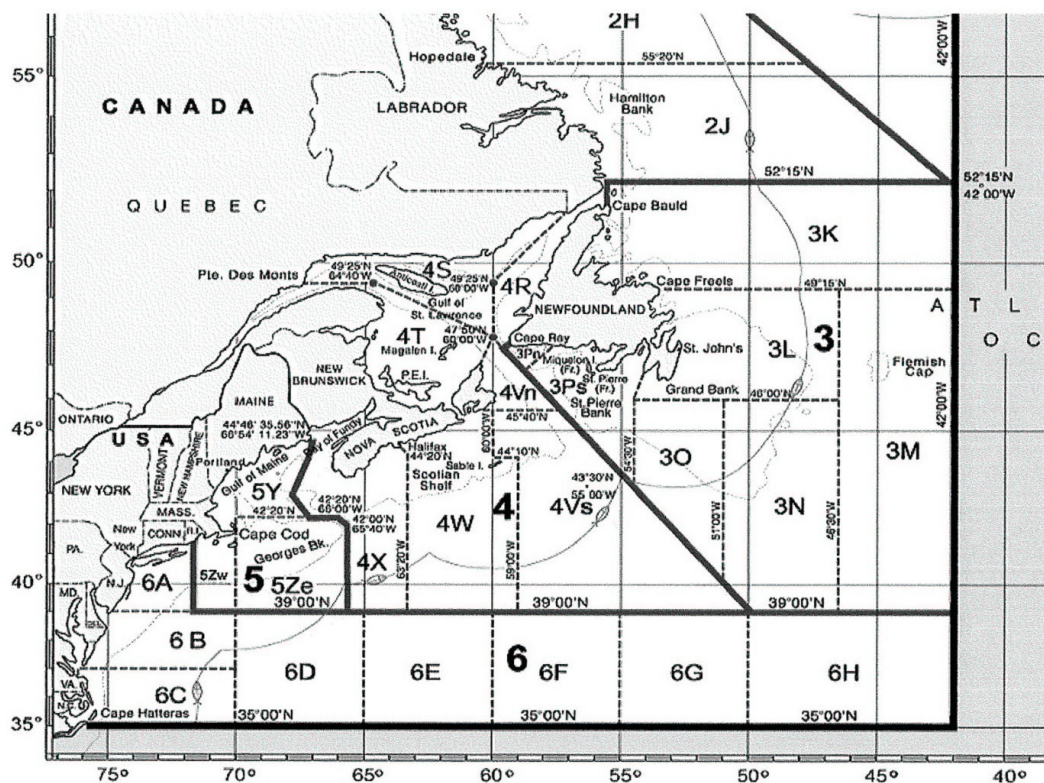 2H
42°00'W
55°
Hopedale
55°20'N
CANADA
LABRADOR
Hamilton
Bank
2J
52°15'N
52°15'N
42°00'W
QUEBEC
Cape Bauld
3K
50°
Pte. Des Monts
49°25'N
64°40'W
4S
Anticosti I.
49°25'N
60°00'W
4R
Cape Freels
49°15'N
Gulf of
St. Lawrence
NEWFOUNDLAND
A T L
O C
4T
47°50'N
60°00'W
Cape Ray
3
Magalen I.
3Pn
Miquelon I.
(Fr.)
St. John's
3L
Flemish
Cap
NEW
BRUNSWICK
P.E.I.
4Vn
3Ps
St. Pierre
(Fr.)
St. Pierre
Bank
Grand Bank
46°00'N
42°00'W
MAINE
45°40'N
ONTARIO
45°
USA
44°46' 35.56"N
66°54' 11.23"W
Bay of Fundy
NOVA
SCOTIA
60°00'W
VERMONT
NEW HAMPSHIRE
Portland
Gulf of Maine
Halifax
44°20'N
44°10'N
Sable I.
Scotian
Shelf
54°30'W
3O
3M
NEW YORK
5Y
42°20'N
42°20'N
66°00'W
43°30'N
55°00'W
MASS.
42°00'N
65°40'W
4W
4
4Vs
51°00'W
3N
46°30'W
New
York
CONN
R.I.
Cape Cod
Georges Bk.
PA.
4X
63°20'W
59°00'W
40°
N.J.
6A
5Zw
5
5Ze
MD.
39°00'N
39°00'N
39°00'N
6B
6
6D
6E
6F
6G
6H
VA.
6C
N.C.
Cape Hatteras
35°00'N
35°00'N
35°00'N
35°
75°
70°
65°
60°
55°
50°
45°
40°